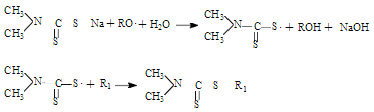 CH₃
N C S Na + RO· + H₂O ⟶ CH₃ N—C—S· + ROH + NaOH
CH₃ S CH₃ S
CH₃
N· C—S· + R₁ ⟶ CH₃ N C S R₁
CH₃ S CH₃ S